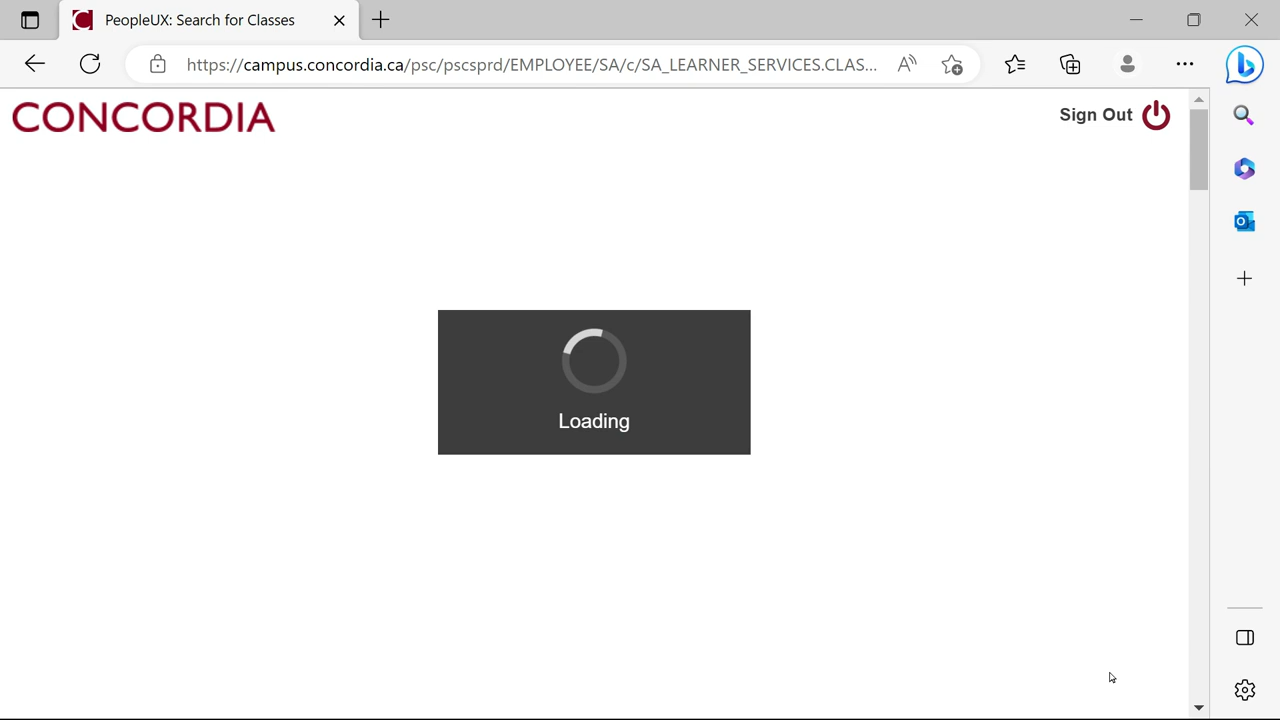 PeopleUX: Search for Classes
https://campus.concordia.ca/psc/pscsprd/EMPLOYEE/SA/c/SA_LEARNER_SERVICES.CLAS...
CONCORDIA
Sign Out
Loading